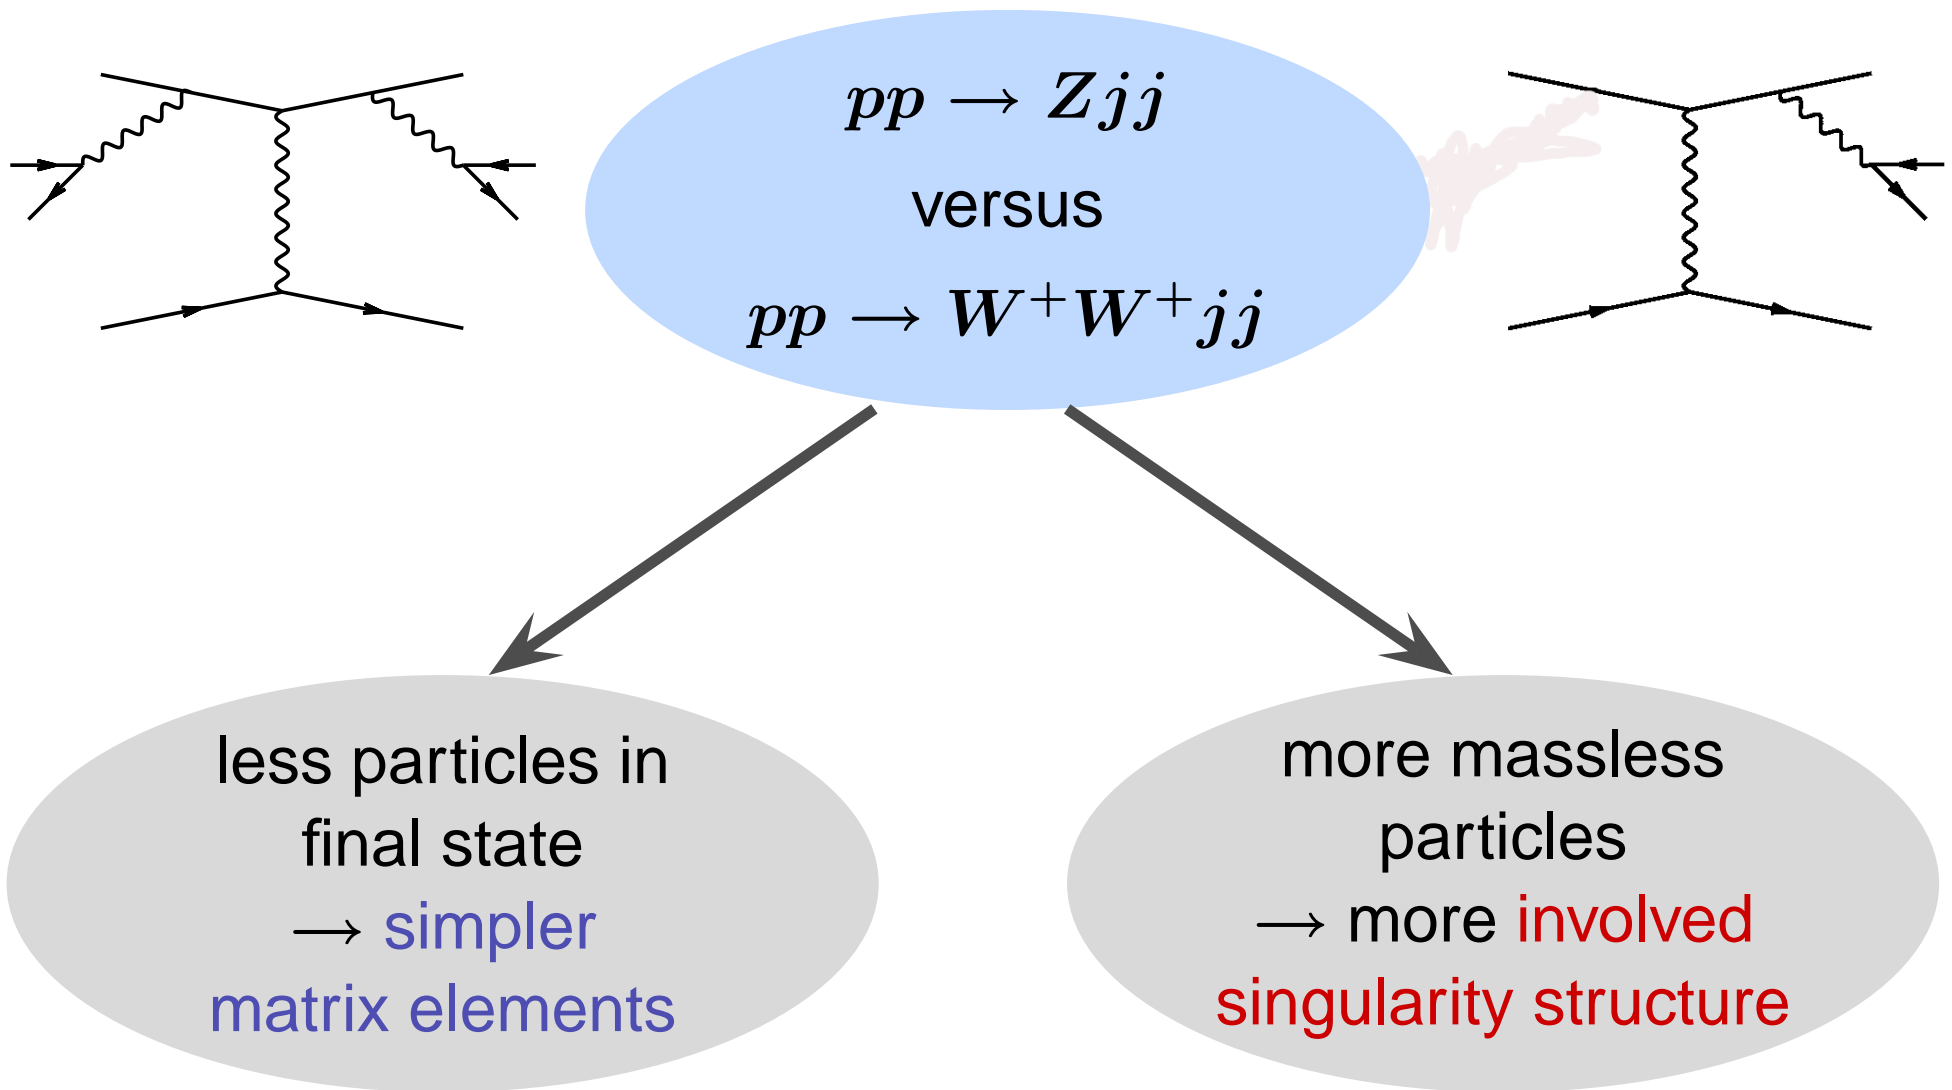 pp → Zjj
versus
pp → W⁺W⁺jj
less particles in
final state
→ simpler
matrix elements
more massless
particles
→ more involved
singularity structure